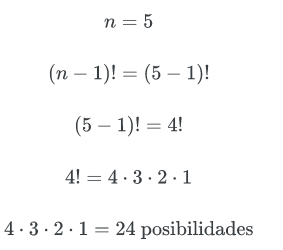 n = 5
(n − 1)! = (5 − 1)!
(5 − 1)! = 4!
4! = 4 · 3 · 2 · 1
4 · 3 · 2 · 1 = 24 posibilidades